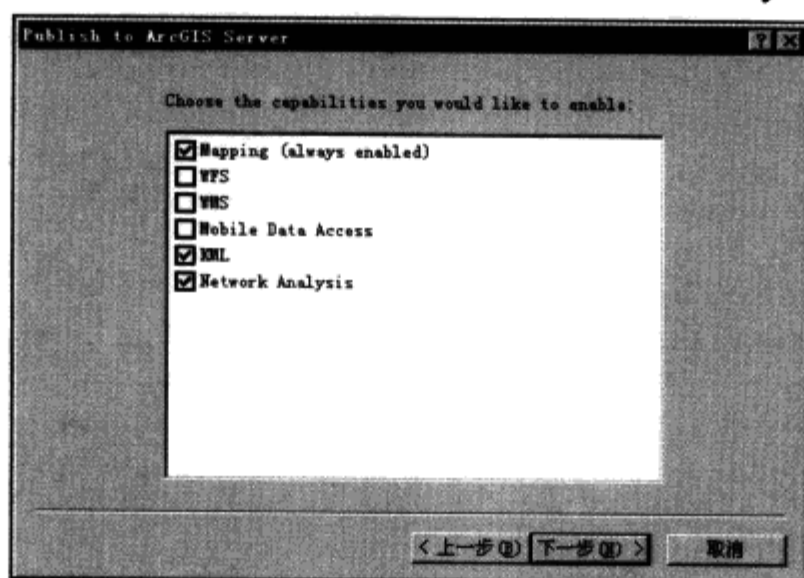 Publish to ArcGIS Server
Choose the capabilities you would like to enable:
Mapping (always enabled)
WFS
WMS
Mobile Data Access
KML
Network Analysis
< 上一步(B) 下一步(N) > 取消